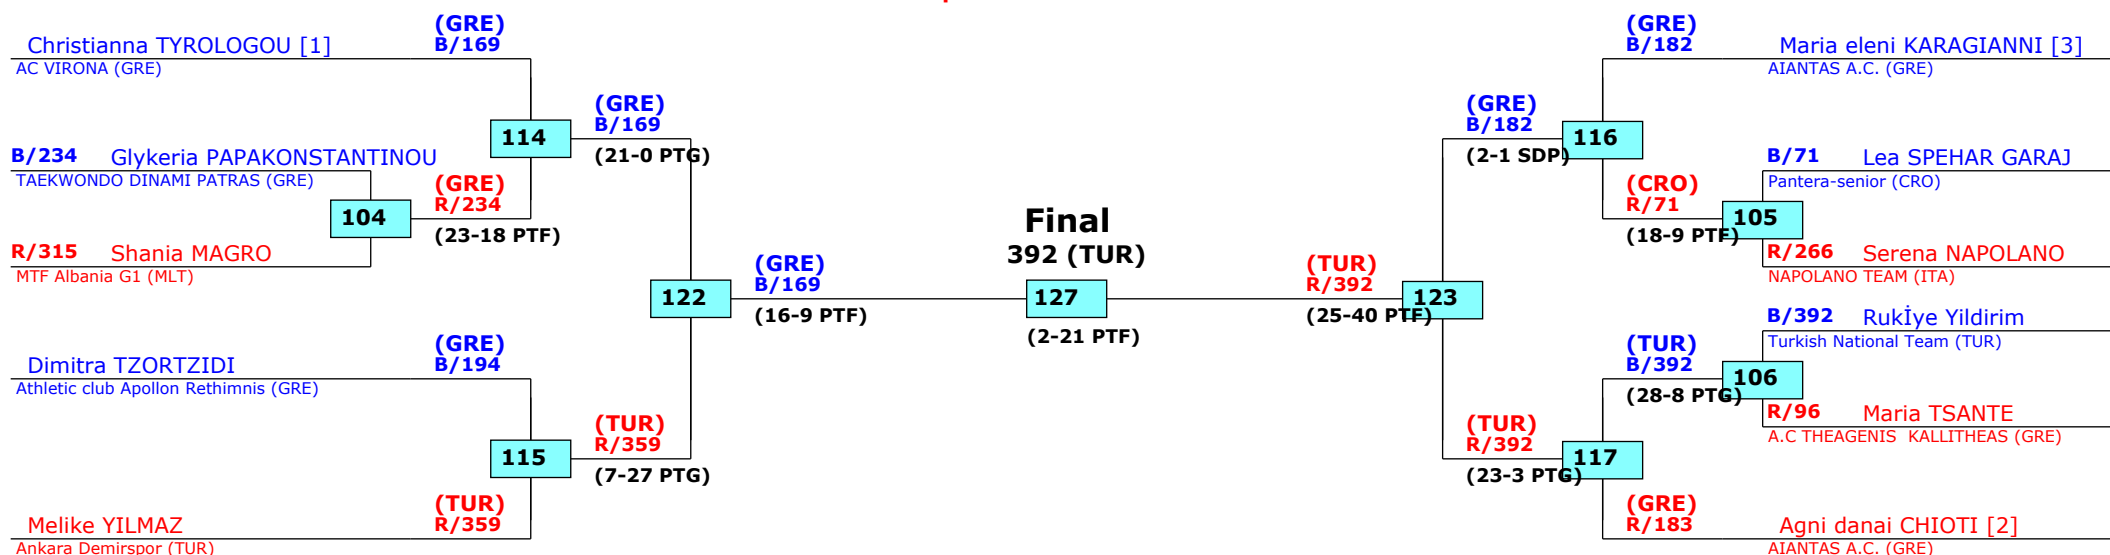 (GRE)
Christianna TYROLOGOU [1] B/169
AC VIRONA (GRE)
(GRE)
114 B/169
(21-0 PTG)
B/234 Glykeria PAPAKONSTANTINOU
TAEKWONDO DINAMI PATRAS (GRE)
(GRE)
104 R/234
(23-18 PTF)
R/315 Shania MAGRO
MTF Albania G1 (MLT)
(GRE)
122 B/169
(16-9 PTF)
(GRE)
Dimitra TZORTZIDI B/194
Athletic club Apollon Rethimnis (GRE)
(TUR)
115 R/359
(7-27 PTG)
(TUR)
Melike YILMAZ R/359
Ankara Demirspor (TUR)
Final
392 (TUR)
127
(2-21 PTF)
(GRE)
B/182 Maria eleni KARAGIANNI [3]
AIANTAS A.C. (GRE)
(GRE)
B/182 116
(2-1 SDP)
B/71 Lea SPEHAR GARAJ
Pantera-senior (CRO)
(CRO)
R/71 105
(18-9 PTF)
R/266 Serena NAPOLANO
NAPOLANO TEAM (ITA)
(TUR)
R/392 123
(25-40 PTF)
B/392 Rukİye Yildirim
Turkish National Team (TUR)
(TUR)
B/392 106
(28-8 PTG)
R/96 Maria TSANTE
A.C THEAGENIS  KALLITHEAS (GRE)
(TUR)
R/392 117
(23-3 PTG)
(GRE)
R/183 Agni danai CHIOTI [2]
AIANTAS A.C. (GRE)